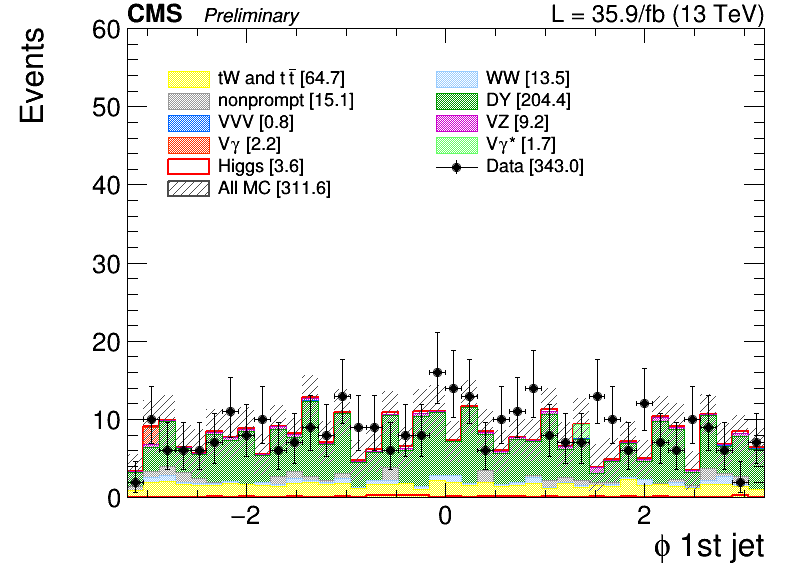 CMS Preliminary L = 35.9/fb (13 TeV)
Events
60
50
40
30
20
10
0
tW and t t̄ [64.7]
nonprompt [15.1]
VVV [0.8]
Vγ [2.2]
Higgs [3.6]
All MC [311.6]
WW [13.5]
DY [204.4]
VZ [9.2]
Vγ* [1.7]
Data [343.0]
−2 0 2
ϕ 1st jet